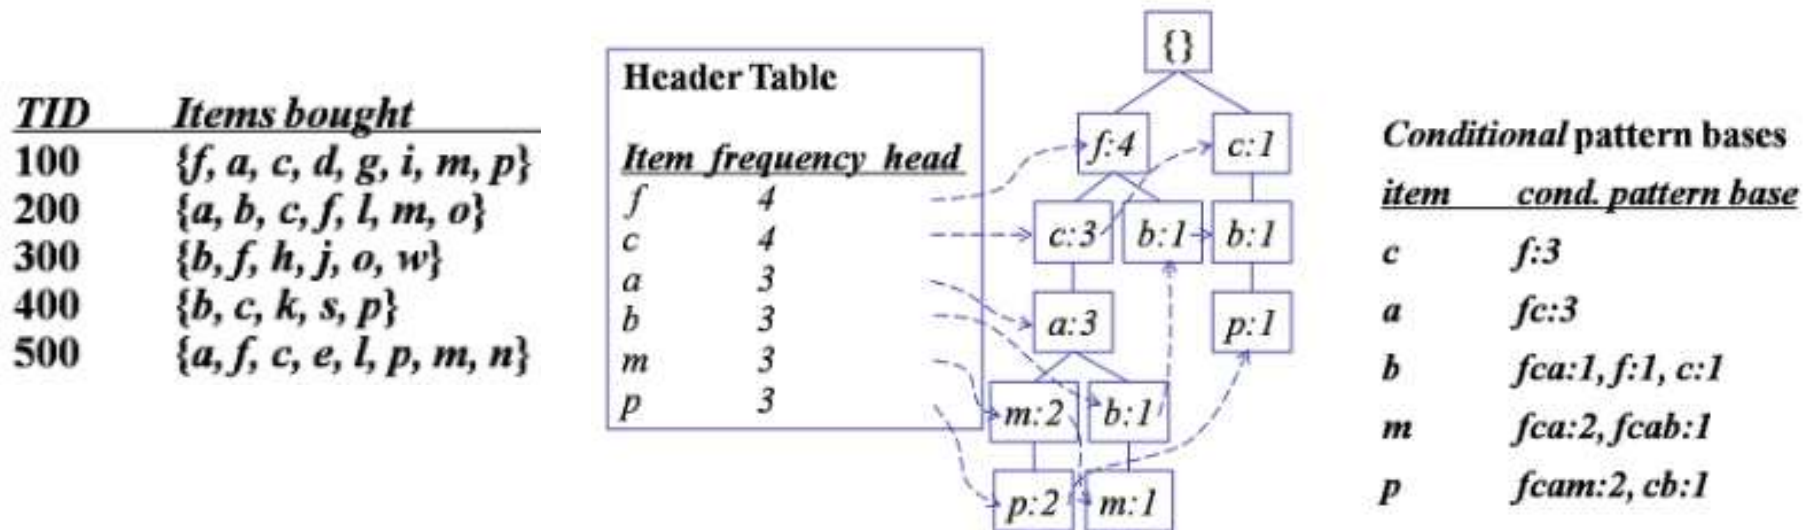 TID Items bought
100 {f, a, c, d, g, i, m, p}
200 {a, b, c, f, l, m, o}
300 {b, f, h, j, o, w}
400 {b, c, k, s, p}
500 {a, f, c, e, l, p, m, n}
Header Table
Item frequency head
f 4
c 4
a 3
b 3
m 3
p 3
{}
f:4 c:1
c:3 b:1 b:1
a:3 p:1
m:2 b:1
p:2 m:1
Conditional pattern bases
item cond. pattern base
c f:3
a fc:3
b fca:1, f:1, c:1
m fca:2, fcab:1
p fcam:2, cb:1